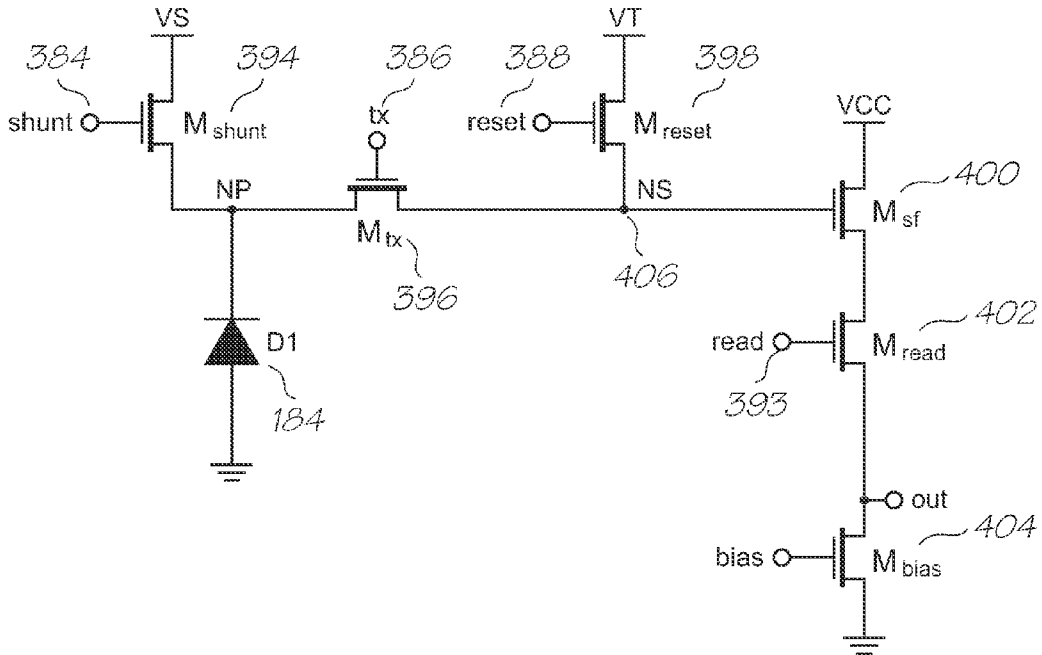 VS
VT
384
394
386
388
398
tx
shunt
M shunt
reset
M reset
VCC
NP
NS
400
M sf
M tx
396
406
402
D1
read
M read
393
184
out
404
bias
M bias